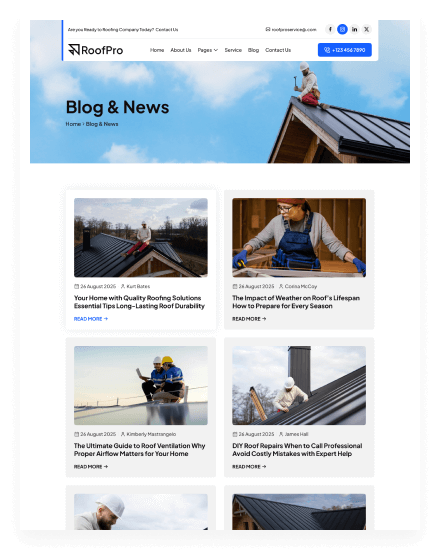 Are you Ready to Roofing Company Today? Contact Us
roofproservice@.com
RoofPro
Home About Us Pages Service Blog Contact Us
+123 456 7890
Blog & News
Home > Blog & News
26 August 2025 Kurt Bates
Your Home with Quality Roofing Solutions
Essential Tips Long-Lasting Roof Durability
READ MORE →
26 August 2025 Corina McCoy
The Impact of Weather on Roof's Lifespan
How to Prepare for Every Season
READ MORE →
26 August 2025 Kimberly Mastrangelo
The Ultimate Guide to Roof Ventilation Why
Proper Airflow Matters for Your Home
READ MORE →
26 August 2025 James Hall
DIY Roof Repairs When to Call Professional
Avoid Costly Mistakes with Expert Help
READ MORE →